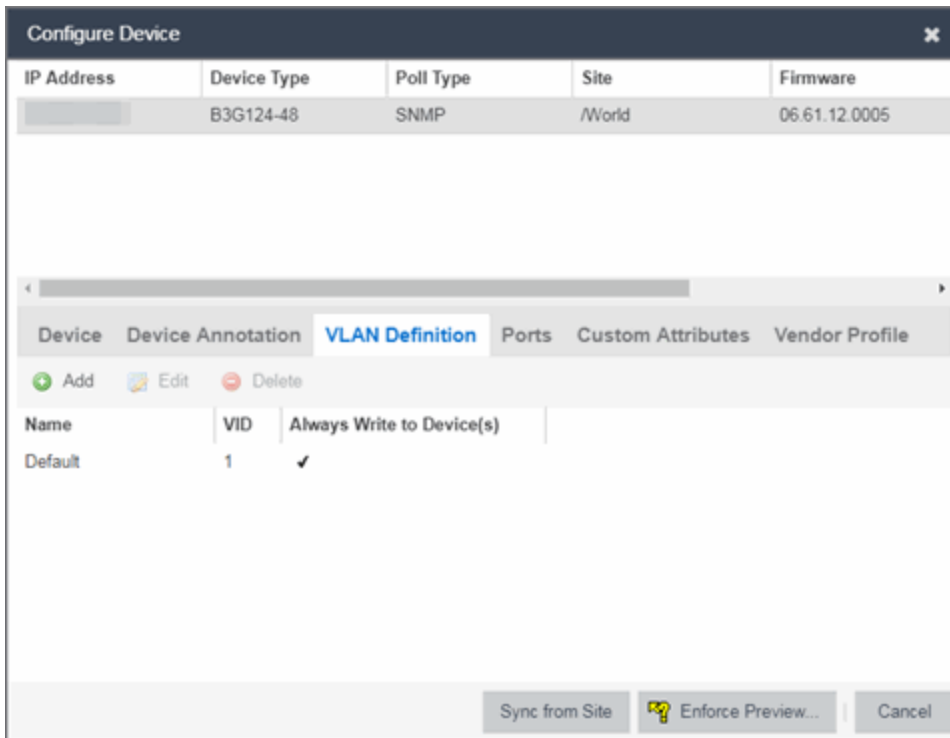 Configure Device
IP Address Device Type Poll Type Site Firmware
B3G124-48 SNMP /World 06.61.12.0005
Device Device Annotation VLAN Definition Ports Custom Attributes Vendor Profile
Add Edit Delete
Name VID Always Write to Device(s)
Default 1 ✔
Sync from Site Enforce Preview... Cancel